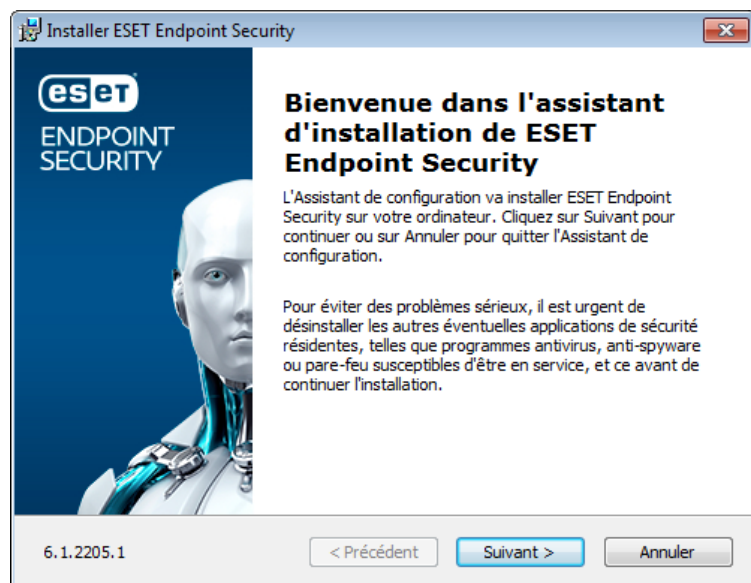 Installer ESET Endpoint Security
eset
ENDPOINT
SECURITY
Bienvenue dans l'assistant
d'installation de ESET
Endpoint Security
L'Assistant de configuration va installer ESET Endpoint
Security sur votre ordinateur. Cliquez sur Suivant pour
continuer ou sur Annuler pour quitter l'Assistant de
configuration.
Pour éviter des problèmes sérieux, il est urgent de
désinstaller les autres éventuelles applications de sécurité
résidentes, telles que programmes antivirus, anti-spyware
ou pare-feu susceptibles d'être en service, et ce avant de
continuer l'installation.
6.1.2205.1
< Précédent
Suivant >
Annuler